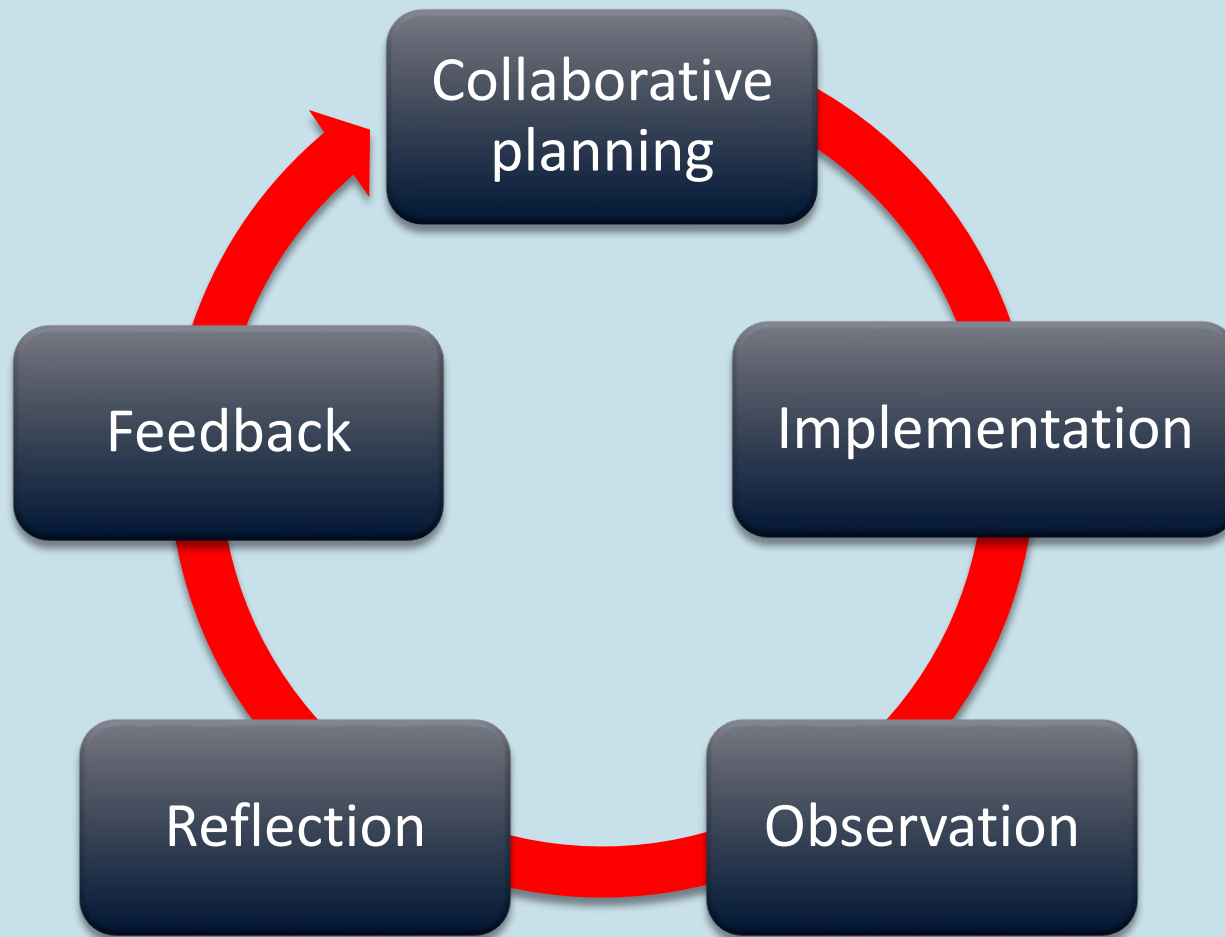 Collaborative
planning
Implementation
Observation
Reflection
Feedback